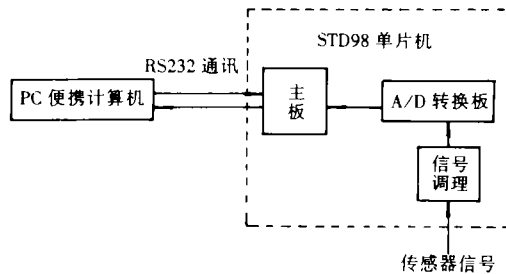 STD98 单片机
RS232 通讯
PC 便携计算机
主
板
A/D 转换板
信号
调理
传感器信号